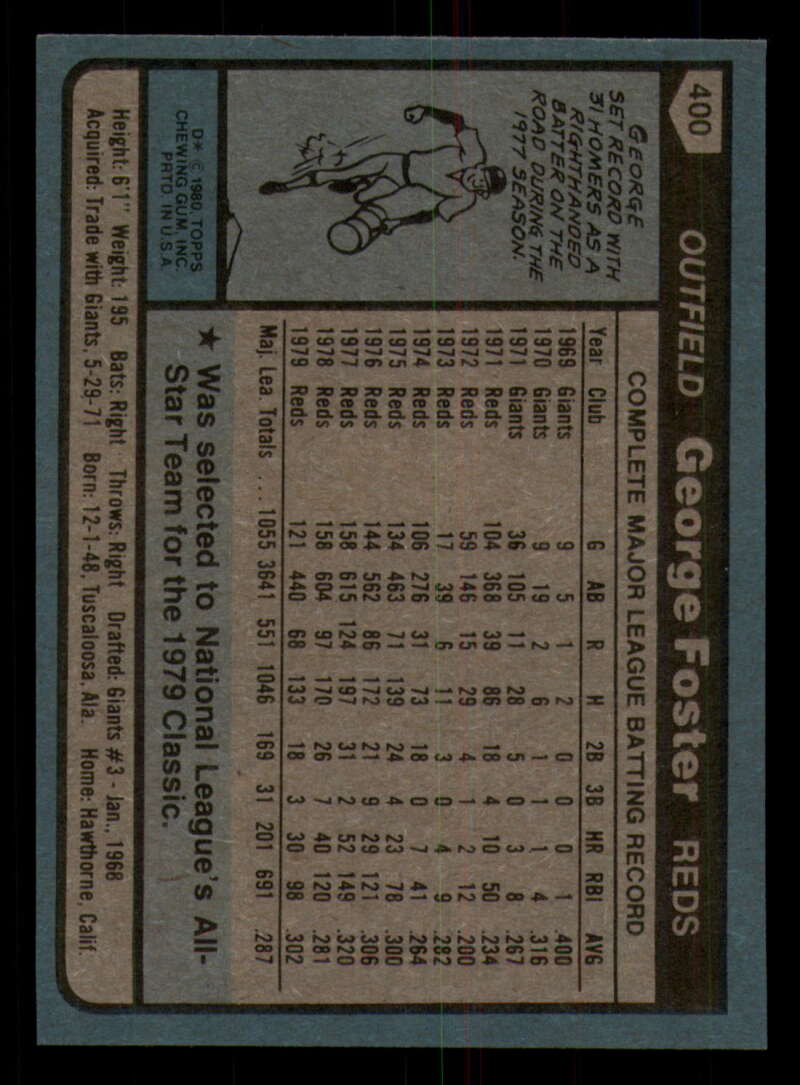 400 OUTFIELD George Foster REDS
GEORGE
SET RECORD WITH
31 HOMERS AS A
RIGHTHANDED
BATTER ON THE
ROAD DURING THE
1977 SEASON.
D* © 1980 TOPPS
CHEWING GUM, INC.
PRTD IN U S A
COMPLETE MAJOR LEAGUE BATTING RECORD
Year Club G AB R H 2B 3B HR RBI AVG
1969 Giants 9 5 1 2 0 0 0 1 .400
1970 Giants 9 19 2 6 1 1 1 4 .316
1971 Giants 36 105 11 28 5 0 3 8 .267
1971 Reds 104 368 39 86 18 4 10 50 .234
1972 Reds 59 146 15 29 4 1 2 12 .200
1973 Reds 17 39 6 11 3 0 4 9 .282
1974 Reds 106 276 31 73 18 0 7 41 .264
1975 Reds 134 463 71 139 24 4 23 78 .300
1976 Reds 144 562 86 172 21 9 29 121 .306
1977 Reds 158 615 124 197 31 2 52 149 .320
1978 Reds 158 604 97 170 26 7 40 120 .281
1979 Reds 121 440 68 133 18 3 30 98 .302
Maj. Lea. Totals ... 1055 3641 551 1046 169 31 201 691 .287
★ Was selected to National League's All-
Star Team for the 1979 Classic.
Height: 6'1" Weight: 195 Bats: Right Throws: Right Drafted: Giants #3 - Jan., 1968
Acquired: Trade with Giants, 5-29-71 Born: 12-1-48, Tuscaloosa, Ala. Home: Hawthorne, Calif.